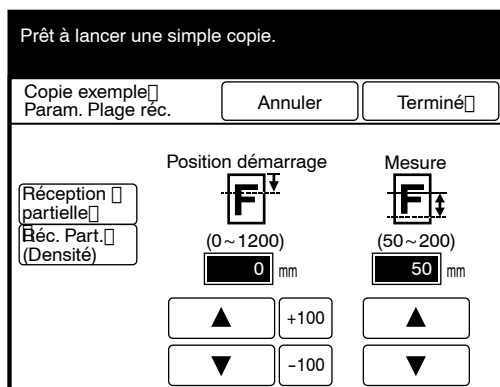 Prêt à lancer une simple copie.
Copie exemple
Param. Plage réc.
Annuler
Terminé
Position démarrage
Mesure
F
F
Réception
partielle
Réc. Part.
(Densité)
(0~1200)
(50~200)
0 mm
50 mm
▲
+100
▲
▼
-100
▼